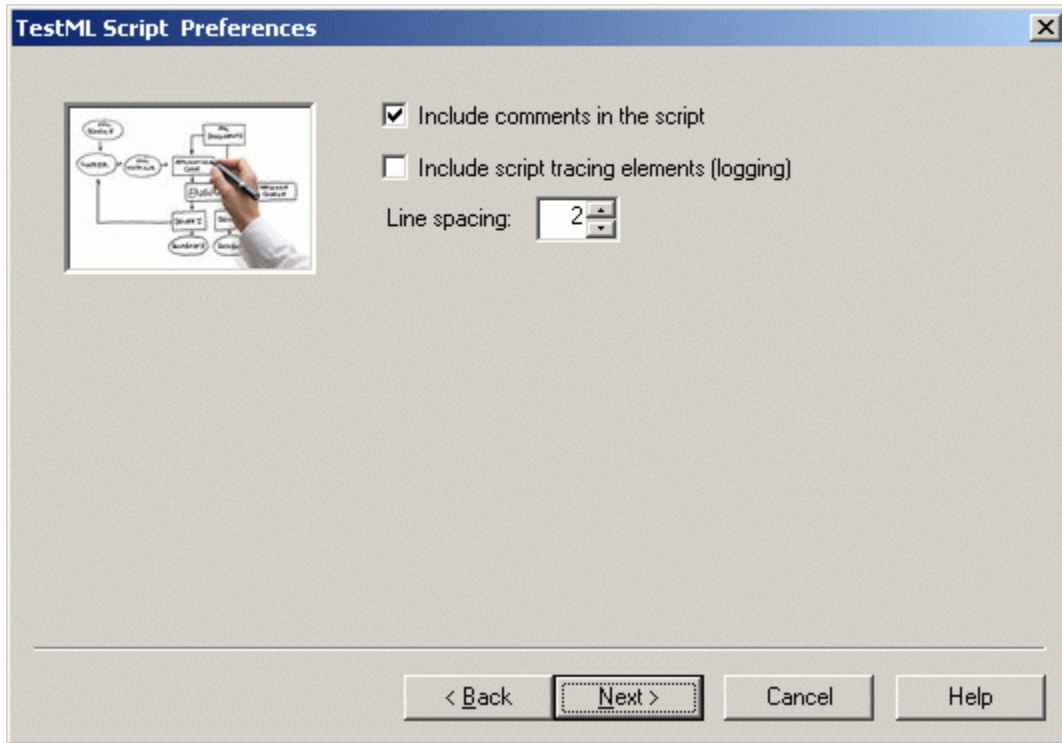 TestML Script Preferences
Include comments in the script
Include script tracing elements (logging)
Line spacing: 2
< Back Next > Cancel Help